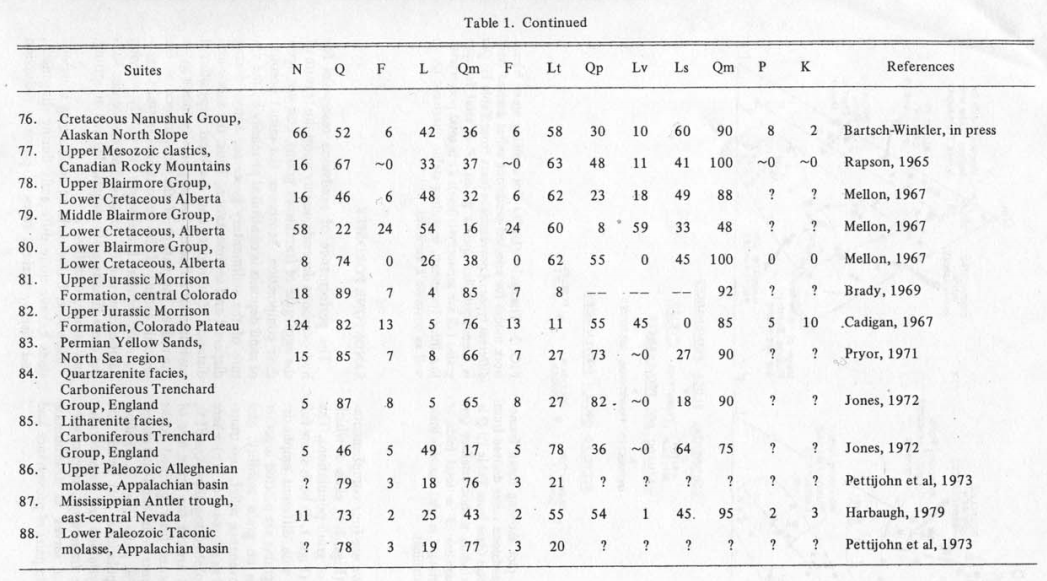 Table 1. Continued
Suites N Q F L Qm F Lt Qp Lv Ls Qm P K References
76. Cretaceous Nanushuk Group,
Alaskan North Slope 66 52 6 42 36 6 58 30 10 60 90 8 2 Bartsch-Winkler, in press
77. Upper Mesozoic clastics,
Canadian Rocky Mountains 16 67 ~0 33 37 ~0 63 48 11 41 100 ~0 ~0 Rapson, 1965
78. Upper Blairmore Group,
Lower Cretaceous Alberta 16 46 6 48 32 6 62 23 18 49 88 ? ? Mellon, 1967
79. Middle Blairmore Group,
Lower Cretaceous, Alberta 58 22 24 54 16 24 60 8 59 33 48 ? ? Mellon, 1967
80. Lower Blairmore Group,
Lower Cretaceous, Alberta 8 74 0 26 38 0 62 55 0 45 100 0 0 Mellon, 1967
81. Upper Jurassic Morrison
Formation, central Colorado 18 89 7 4 85 7 8 -- -- -- 92 ? ? Brady, 1969
82. Upper Jurassic Morrison
Formation, Colorado Plateau 124 82 13 5 76 13 11 55 45 0 85 5 10 Cadigan, 1967
83. Permian Yellow Sands,
North Sea region 15 85 7 8 66 7 27 73 ~0 27 90 ? ? Pryor, 1971
84. Quartzarenite facies,
Carboniferous Trenchard
Group, England 5 87 8 5 65 8 27 82 ~0 18 90 ? ? Jones, 1972
85. Litharenite facies,
Carboniferous Trenchard
Group, England 5 46 5 49 17 5 78 36 ~0 64 75 ? ? Jones, 1972
86. Upper Paleozoic Alleghenian
molasse, Appalachian basin ? 79 3 18 76 3 21 ? ? ? ? ? ? Pettijohn et al, 1973
87. Mississippian Antler trough,
east-central Nevada 11 73 2 25 43 2 55 54 1 45 95 2 3 Harbaugh, 1979
88. Lower Paleozoic Taconic
molasse, Appalachian basin ? 78 3 19 77 3 20 ? ? ? ? ? ? Pettijohn et al, 1973